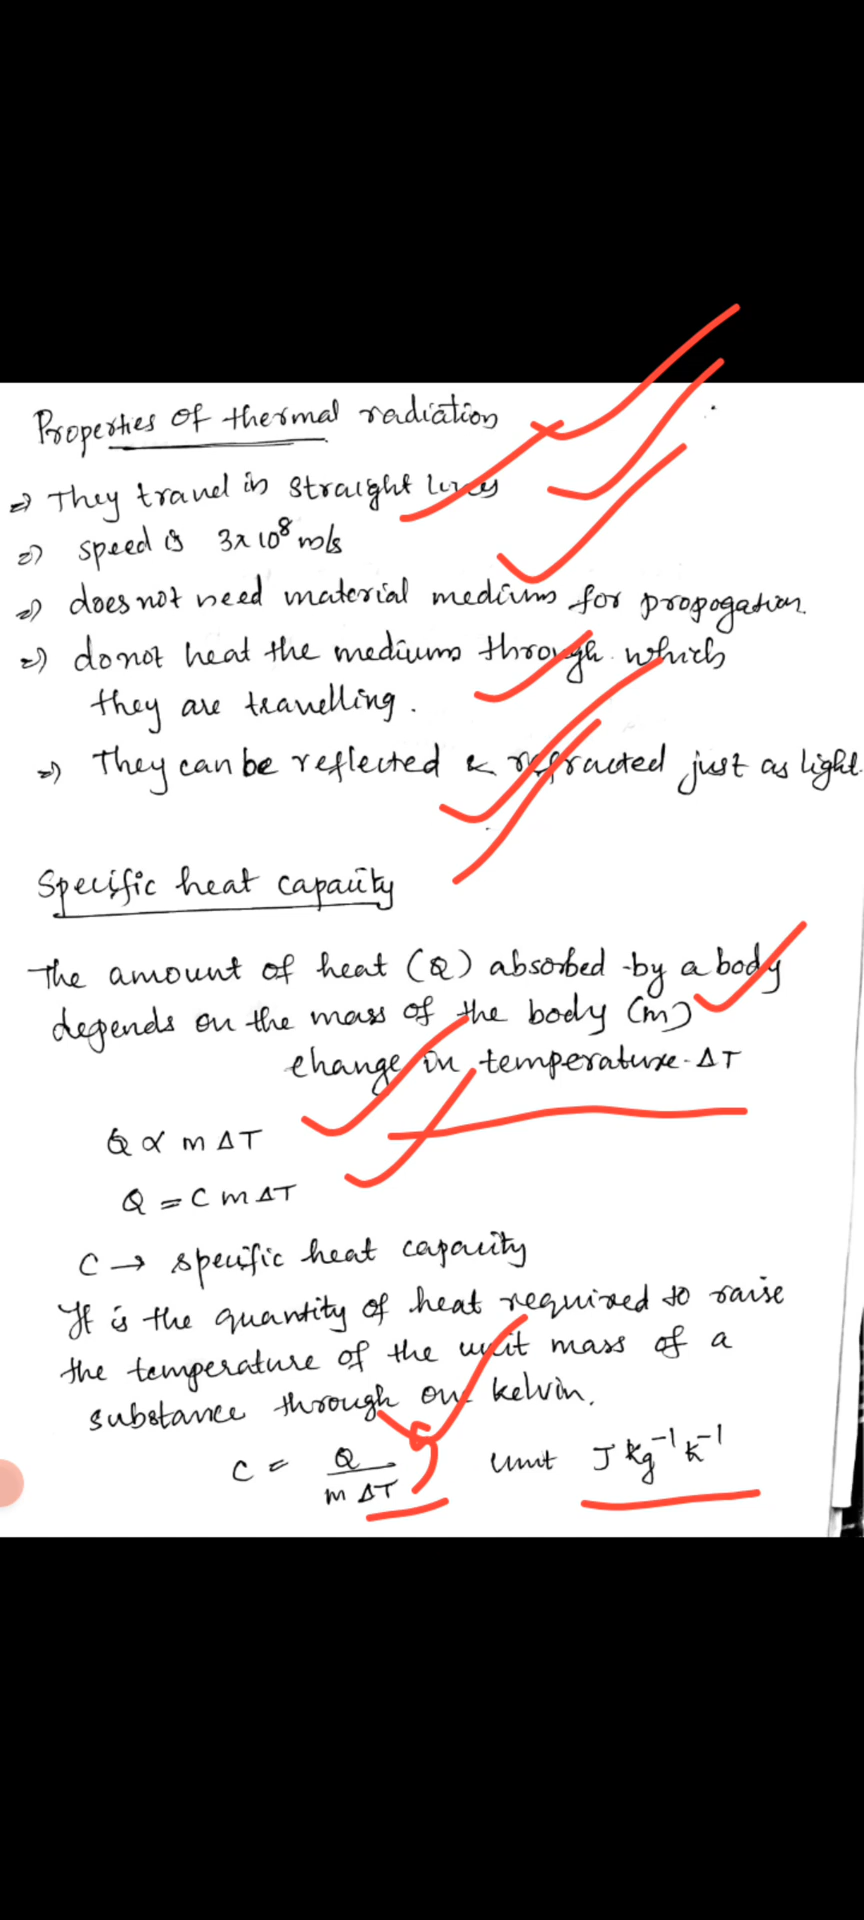 Properties of thermal radiation
=) They travel in straight lines
=) speed is 3x10⁸ m/s
=) does not need material medium for propogation.
=) do not heat the medium through which
they are travelling.
=) They can be reflected & refracted just as light.
Specific heat capacity
The amount of heat (Q) absorbed by a body
depends on the mass of the body (m)
change in temperature. ΔT
Q ∝ m ΔT
Q = C m ΔT
C → specific heat capacity
It is the quantity of heat required to raise
the temperature of the unit mass of a
substance through one kelvin.
C = Q / m ΔT unit J kg⁻¹ K⁻¹